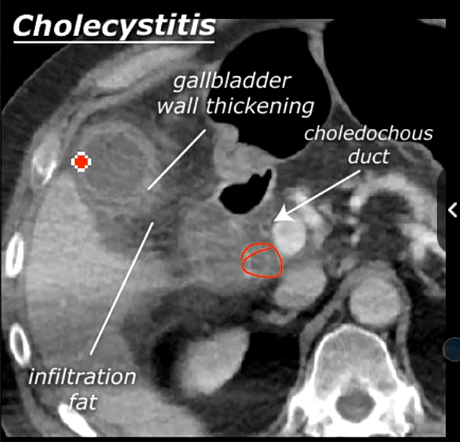 Cholecystitis
gallbladder
wall thickening
choledochous
duct
infiltration
fat